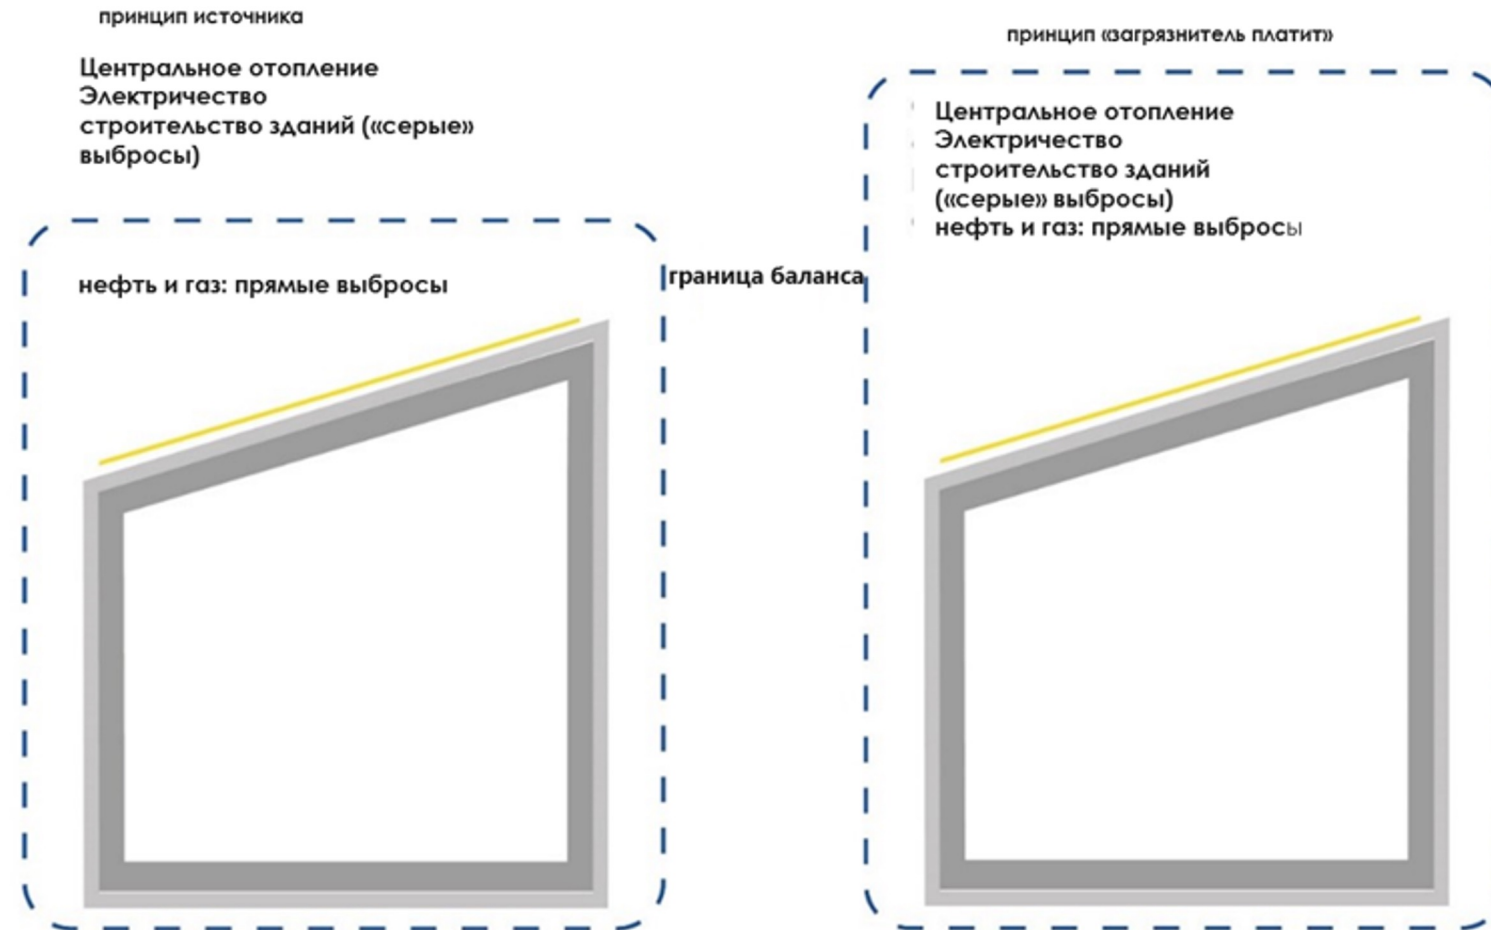 принцип источника
Центральное отопление
Электричество
строительство зданий («серые»
выбросы)
нефть и газ: прямые выбросы
граница баланса
принцип «загрязнитель платит»
Центральное отопление
Электричество
строительство зданий
(«серые» выбросы)
нефть и газ: прямые выбросы